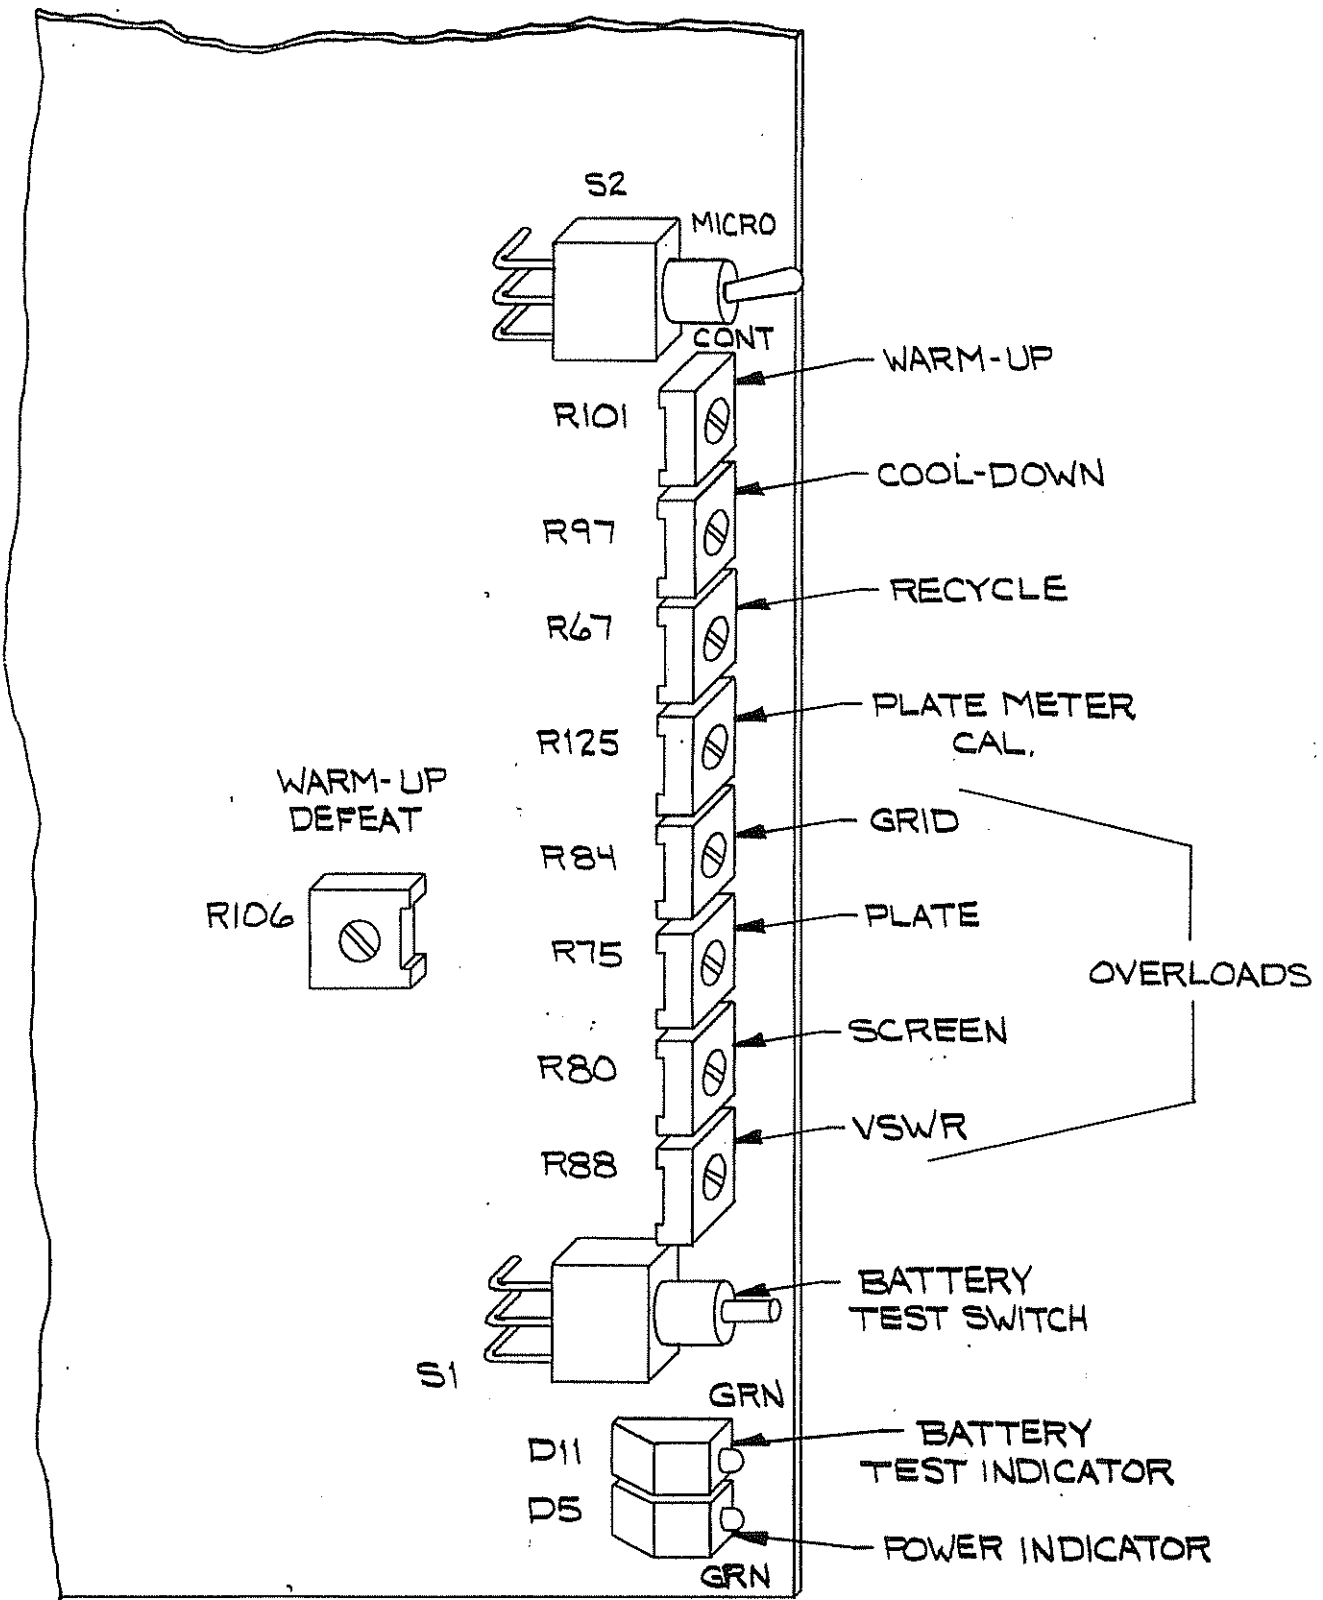 S2
MICRO
CONT
WARM-UP
R101
COOL-DOWN
R97
RECYCLE
R67
PLATE METER
CAL.
R125
WARM-UP
DEFEAT
GRID
R84
R106
PLATE
R75
OVERLOADS
SCREEN
R80
VSWR
R88
BATTERY
TEST SWITCH
S1
GRN
BATTERY
TEST INDICATOR
D11
D5
POWER INDICATOR
GRN